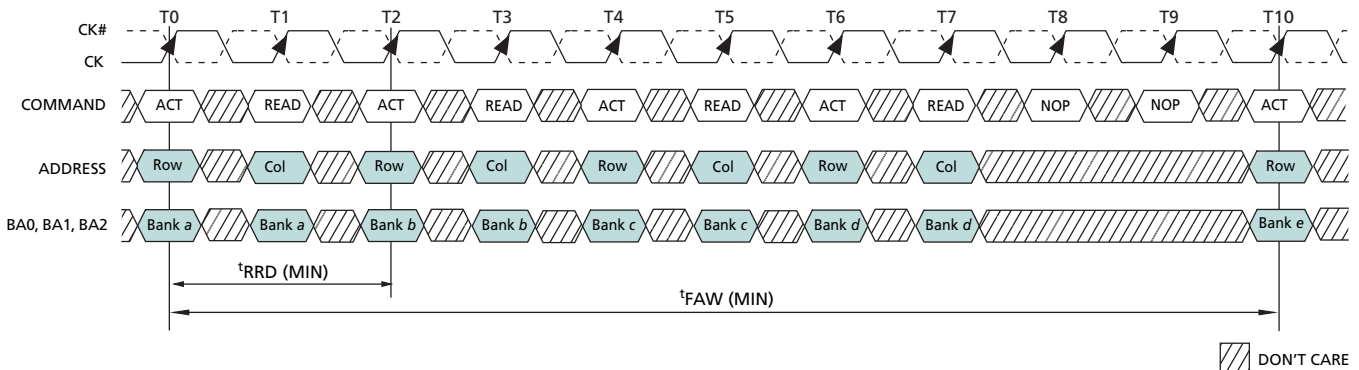 T0 T1 T2 T3 T4 T5 T6 T7 T8 T9 T10
CK#
CK
COMMAND ACT READ ACT READ ACT READ ACT READ NOP NOP ACT
ADDRESS Row Col Row Col Row Col Row Col Row
BA0, BA1, BA2 Bank a Bank a Bank b Bank b Bank c Bank c Bank d Bank d Bank e
tRRD (MIN)
tFAW (MIN)
DON'T CARE